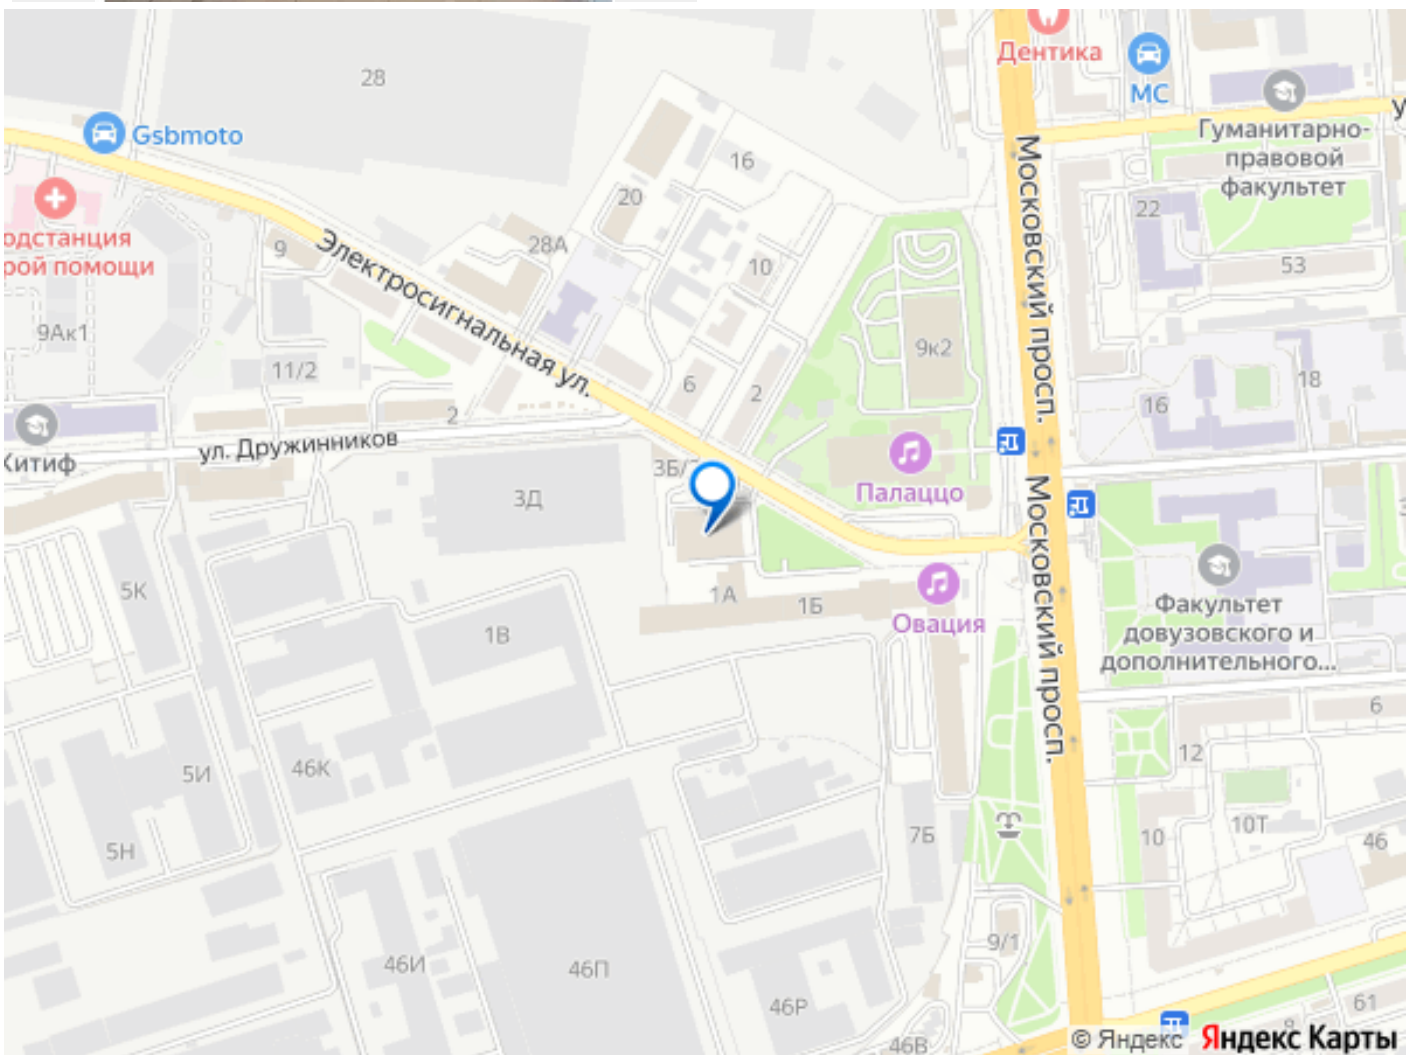 Дентика
28
МС
Gsbmoto
Гуманитарно-
правовой
факультет
16
20
22
одстанция
рой помощи
9
28А
10
53
Электросигнальная ул.
Московский просп.
9Ак1
9к2
11/2
6
2
18
16
2
ул. Дружинников
Китиф
3Б/
Палаццо
3Д
Московский просп.
5К
1А
1Б
Овация
1В
Факультет
довузовского и
дополнительного...
6
12
5И
46К
10Т
7Б
10
46
5Н
9/1
46И
46П
46Р
61
46В
© Яндекс Яндекс Карты